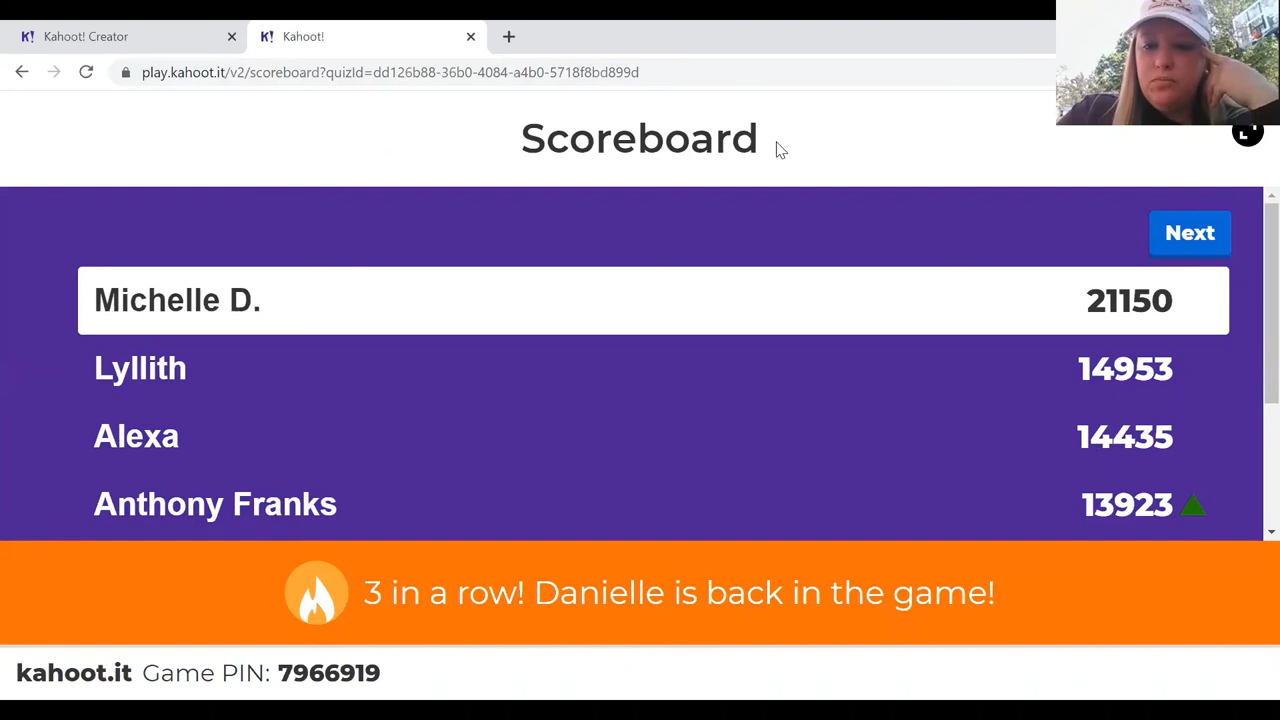 K! Kahoot! Creator
K! Kahoot!
play.kahoot.it/v2/scoreboard?quizId=dd126b88-36b0-4084-a4b0-5718f8bd899d
Scoreboard
Next
Michelle D. 21150
Lyllith 14953
Alexa 14435
Anthony Franks 13923
3 in a row! Danielle is back in the game!
kahoot.it Game PIN: 7966919